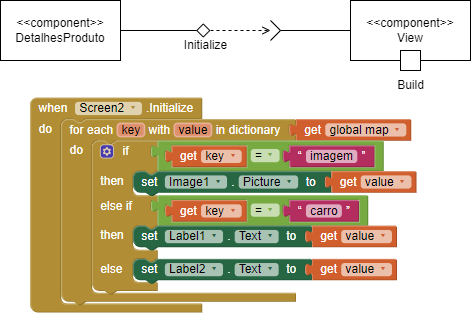 <<component>>
DetalhesProduto
Initialize
<<component>>
View
Build
when Screen2 .Initialize
do for each key with value in dictionary get global map
do if get key = " imagem "
then set Image1 . Picture to get value
else if get key = " carro "
then set Label1 . Text to get value
else set Label2 . Text to get value